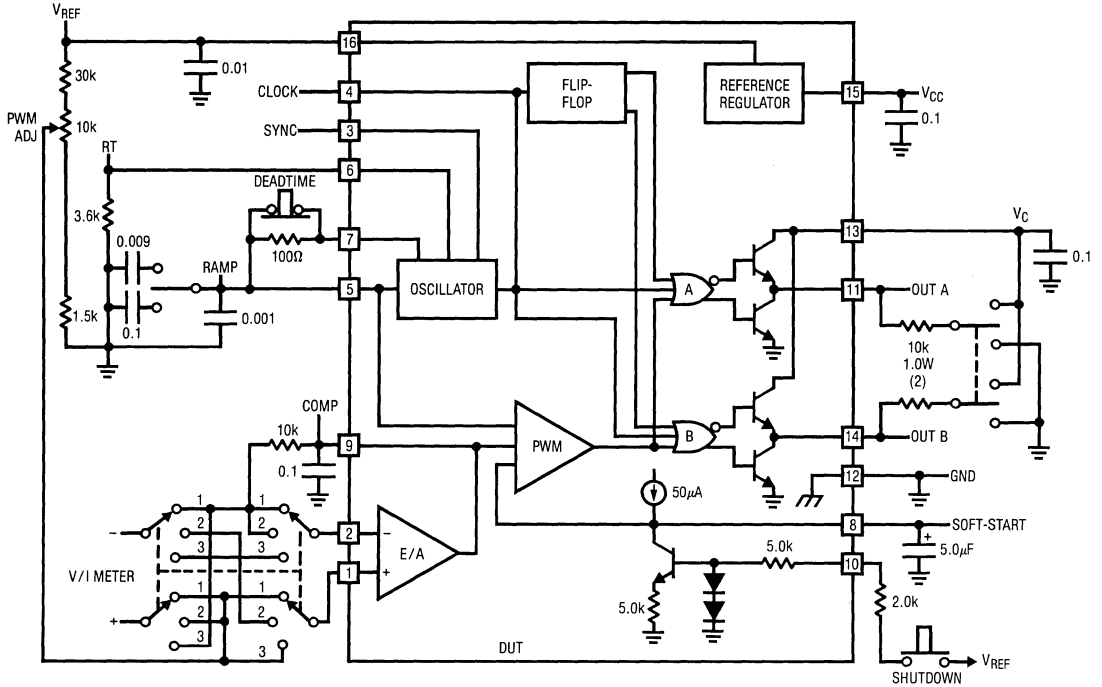 VREF
16
30k
0.01
CLOCK
4
FLIP-
FLOP
REFERENCE
REGULATOR
15
VCC
0.1
PWM
ADJ
10k
SYNC
3
RT
6
DEADTIME
3.6k
7
100Ω
0.009
RAMP
5
OSCILLATOR
0.1
0.001
1.5k
A
13
VC
0.1
11
OUT A
10k
1.0W
(2)
COMP
10k
9
0.1
PWM
B
14
OUT B
12
GND
50μA
8
SOFT-START
+
5.0μF
1
1
2
2
3
3
–
2
–
E/A
V/I METER
1
+
5.0k
10
1
1
+
2
2
3
3
5.0k
2.0k
DUT
SHUTDOWN
VREF